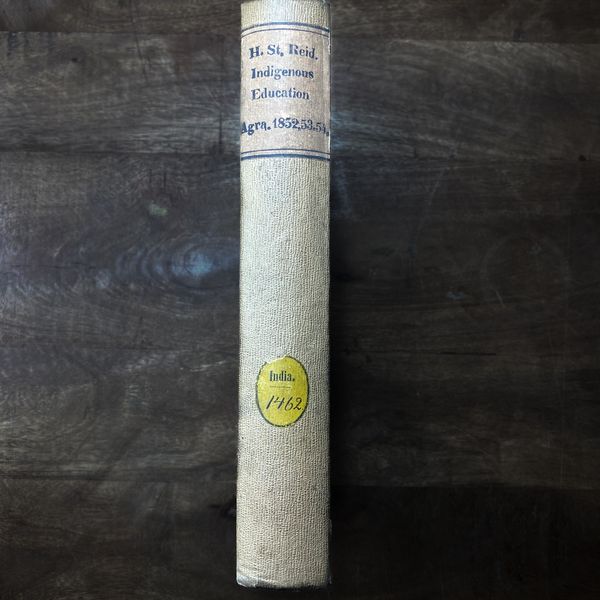 H. St, Reid.
Indigenous
Education
Agra. 1852,53.54.
India.
1462